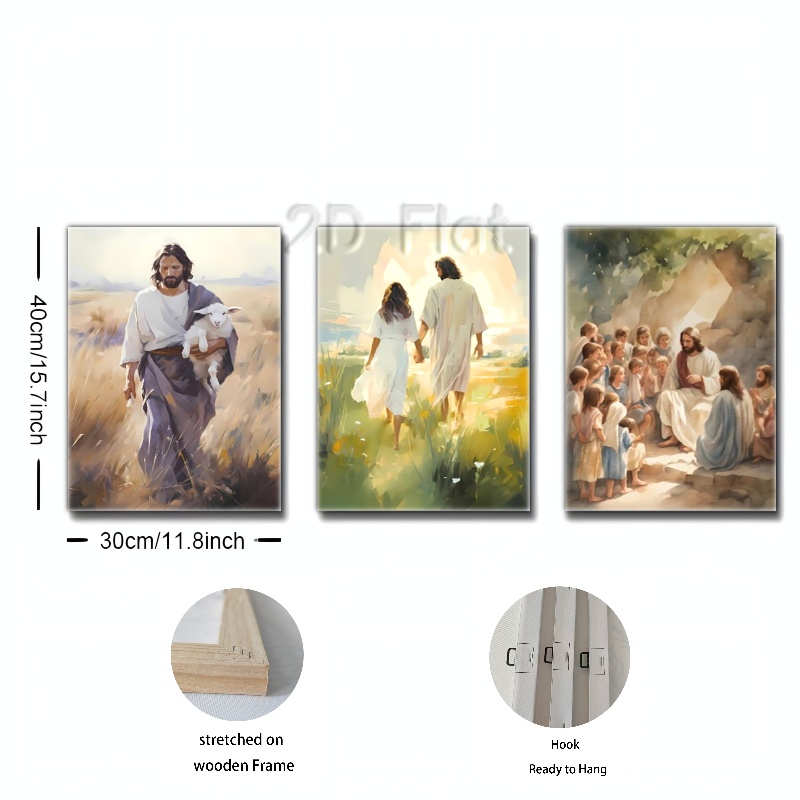 2D Flat
40cm/15.7inch
30cm/11.8inch
stretched on
wooden Frame
Hook
Ready to Hang